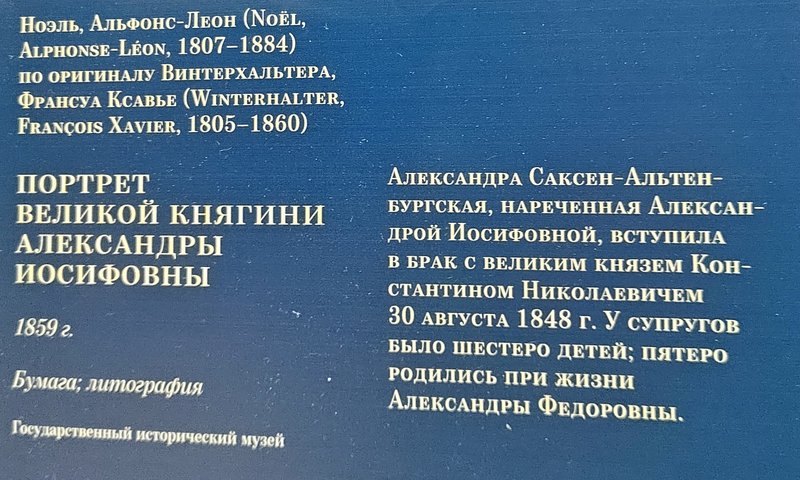 Ноэль, Альфонс-Леон (Noël,
Alphonse-Léon, 1807–1884)
по оригиналу Винтерхальтера,
Франсуа Ксавье (Winterhalter,
François Xavier, 1805–1860)
ПОРТРЕТ
ВЕЛИКОЙ КНЯГИНИ
АЛЕКСАНДРЫ
ИОСИФОВНЫ
1859 г.
Бумага; литография
Государственный исторический музей
Александра Саксен-Альтен-
бургская, нареченная Алексан-
дрой Иосифовной, вступила
в брак с великим князем Кон-
стантином Николаевичем
30 августа 1848 г. У супругов
было шестеро детей; пятеро
родились при жизни
Александры Федоровны.